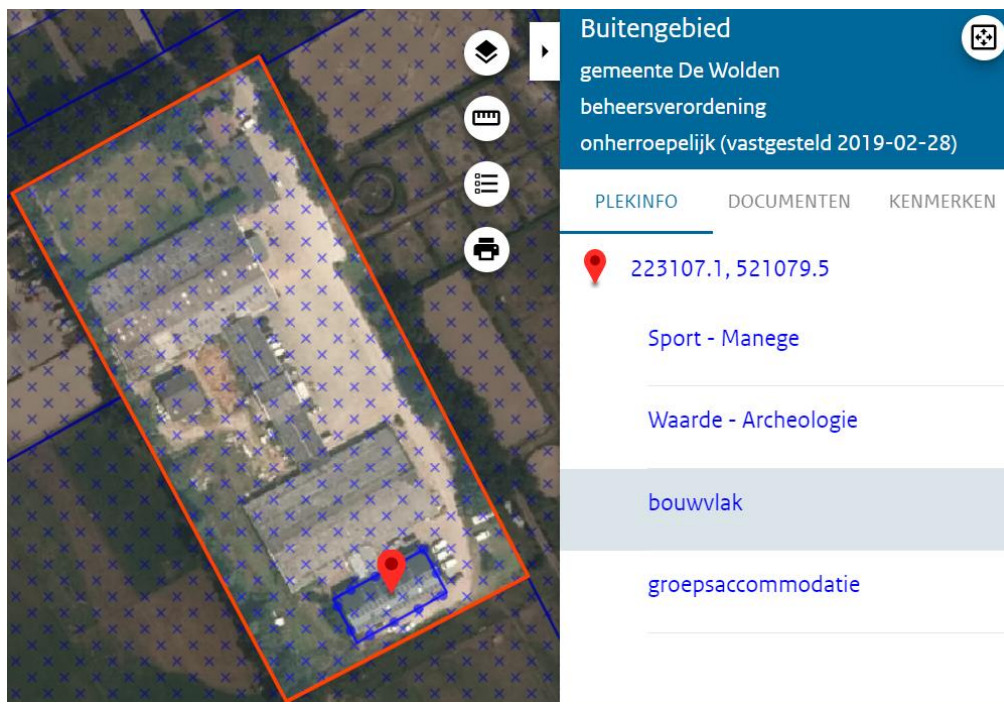 Buitengebied
gemeente De Wolden
beheersverordening
onherroepelijk (vastgesteld 2019-02-28)
PLEKINFO DOCUMENTEN KENMERKEN
223107.1, 521079.5
Sport - Manege
Waarde - Archeologie
bouwvlak
groepsaccommodatie